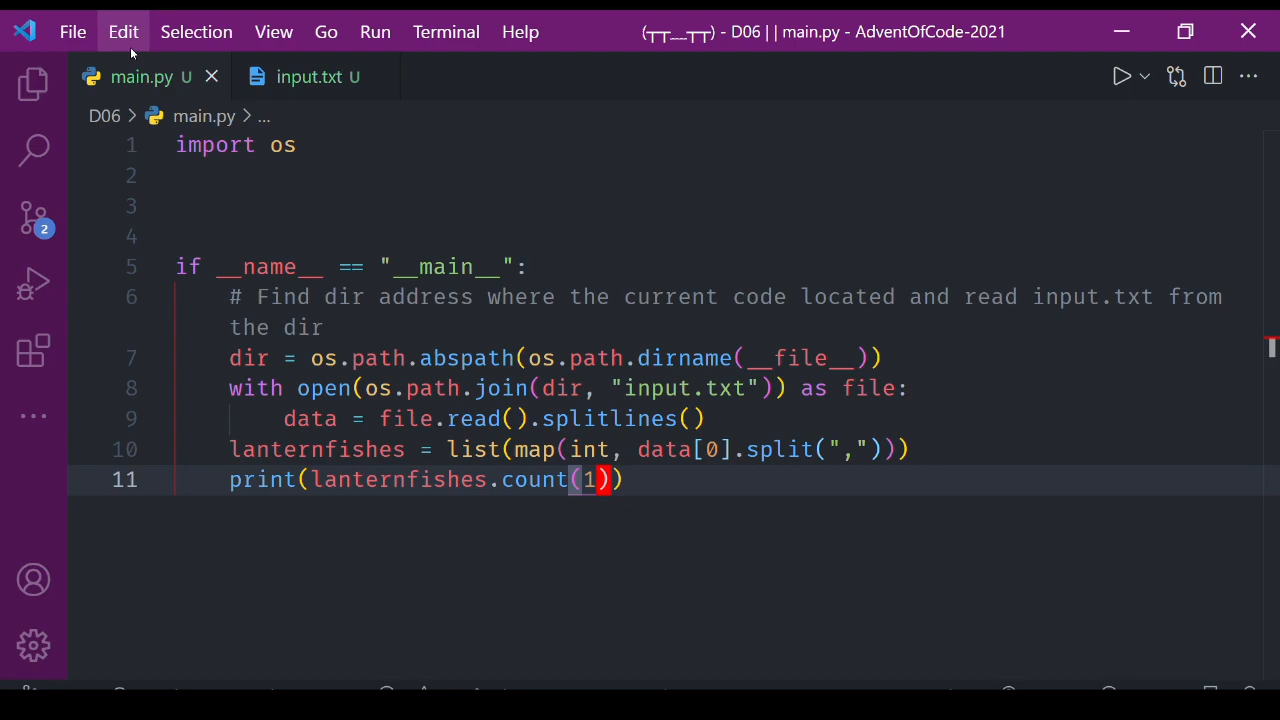 File Edit Selection View Go Run Terminal Help (┬┬﹏┬┬) - D06 || main.py - AdventOfCode-2021
main.py U input.txt U
D06 > main.py > ...
1 import os
2
3
4
5 if __name__ == "__main__":
6 # Find dir address where the current code located and read input.txt from
the dir
7 dir = os.path.abspath(os.path.dirname(__file__))
8 with open(os.path.join(dir, "input.txt")) as file:
9 data = file.read().splitlines()
10 lanternfishes = list(map(int, data[0].split(",")))
11 print(lanternfishes.count(1))
2